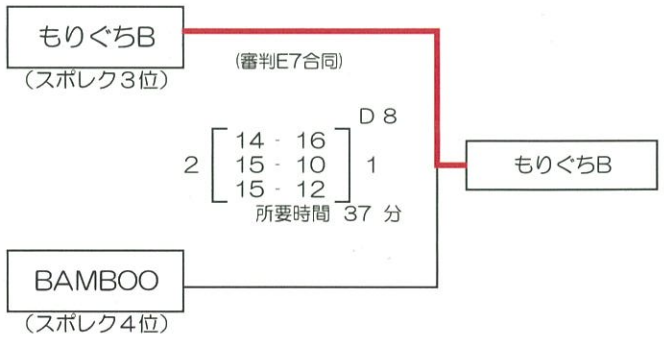 もりぐちB
(スポレク3位)
(審判E7合同)
D 8
14 - 16
2 15 - 10 1
15 - 12
所要時間 37 分
もりぐちB
BAMBOO
(スポレク4位)